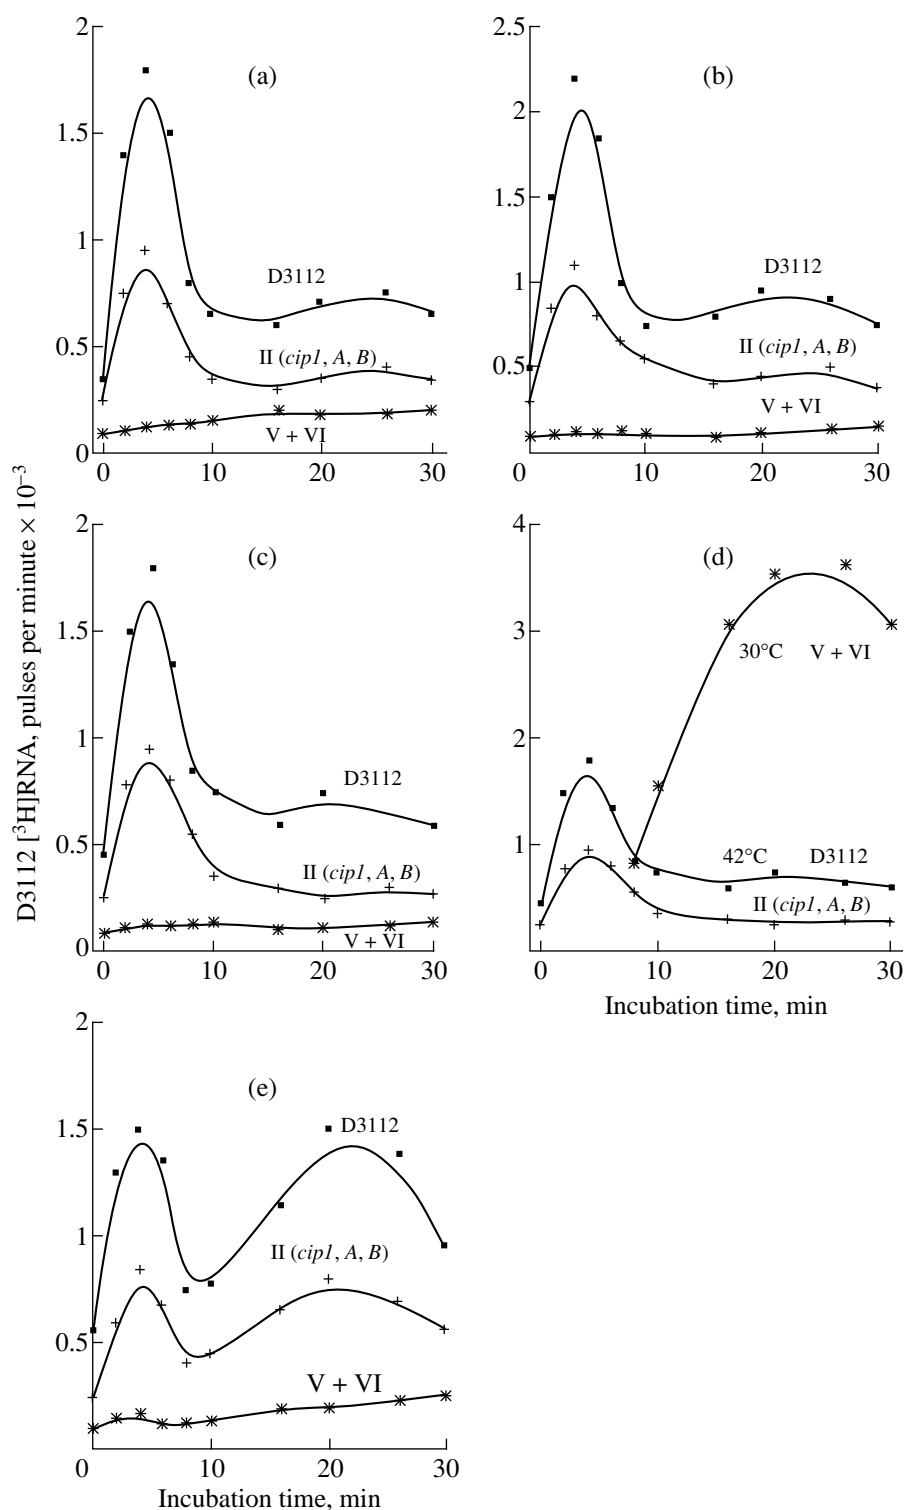 D3112 [³H]RNA, pulses per minute × 10⁻³
2
1.5
1
0.5
0
(a)
D3112
II (cip1, A, B)
V + VI
0 10 20 30
2.5
2
1.5
1
0.5
(b)
D3112
II (cip1, A, B)
V + VI
0 10 20 30
2
1.5
1
0.5
0
(c)
D3112
II (cip1, A, B)
V + VI
0 10 20 30
4
3
2
1
(d)
30°C V + VI
42°C D3112
II (cip1, A, B)
0 10 20 30
Incubation time, min
2
1.5
1
0.5
(e)
D3112
II (cip1, A, B)
V + VI
0 10 20 30
Incubation time, min